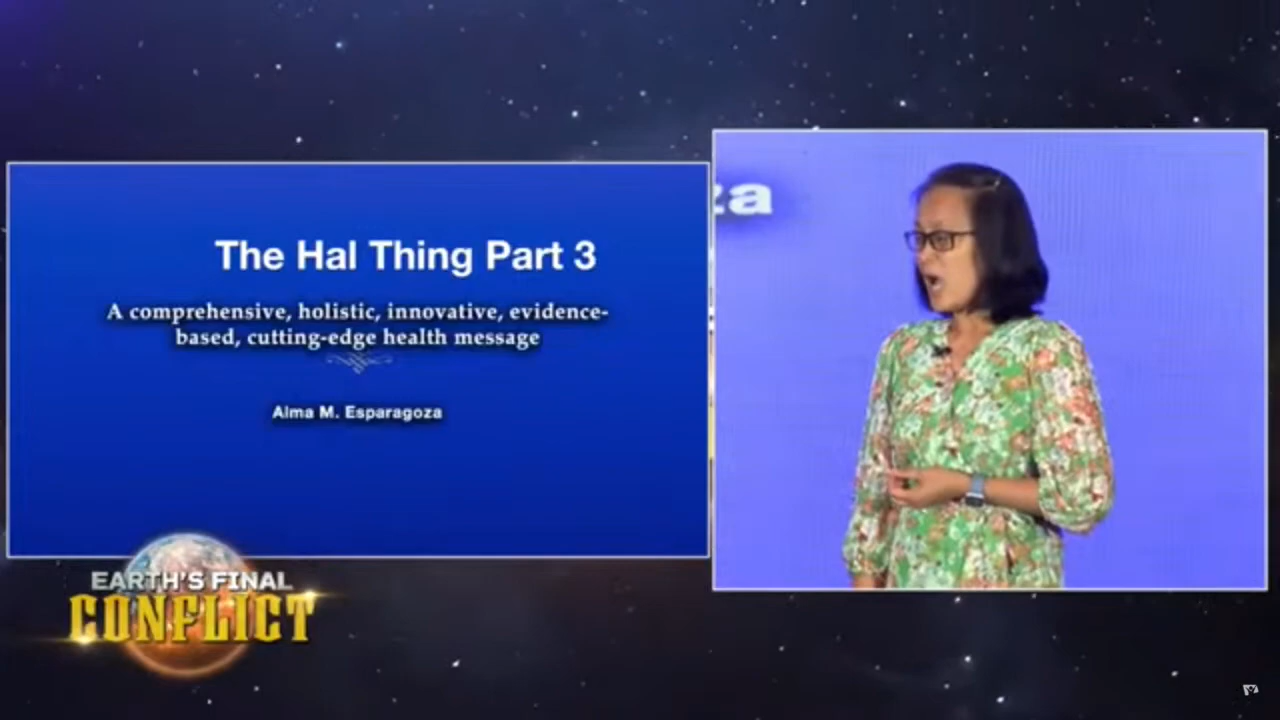 The Hal Thing Part 3
A comprehensive, holistic, innovative, evidence-
based, cutting-edge health message
Alma M. Esparagoza
za
EARTH'S FINAL
CONFLICT